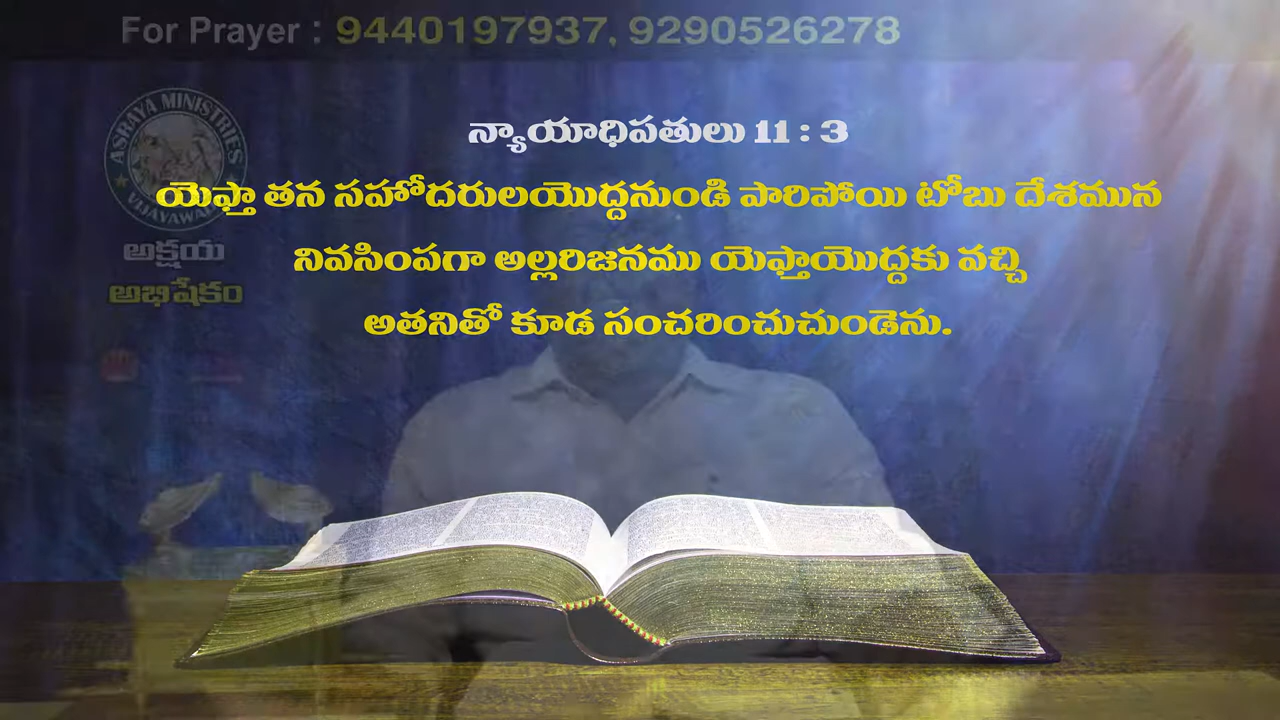 For Prayer : 9440197937, 9290526278
ASRAYA MINISTRIES
VIJAYAWADA
అక్షయ
అభిషేకం
న్యాయాధిపతులు 11 : 3
యెఫ్తా తన సహోదరులయొద్దనుండి పారిపోయి టోబు దేశమున
నివసింపగా అల్లరిజనము యెఫ్తాయొద్దకు వచ్చి
అతనితో కూడ సంచరించుచుండెను.